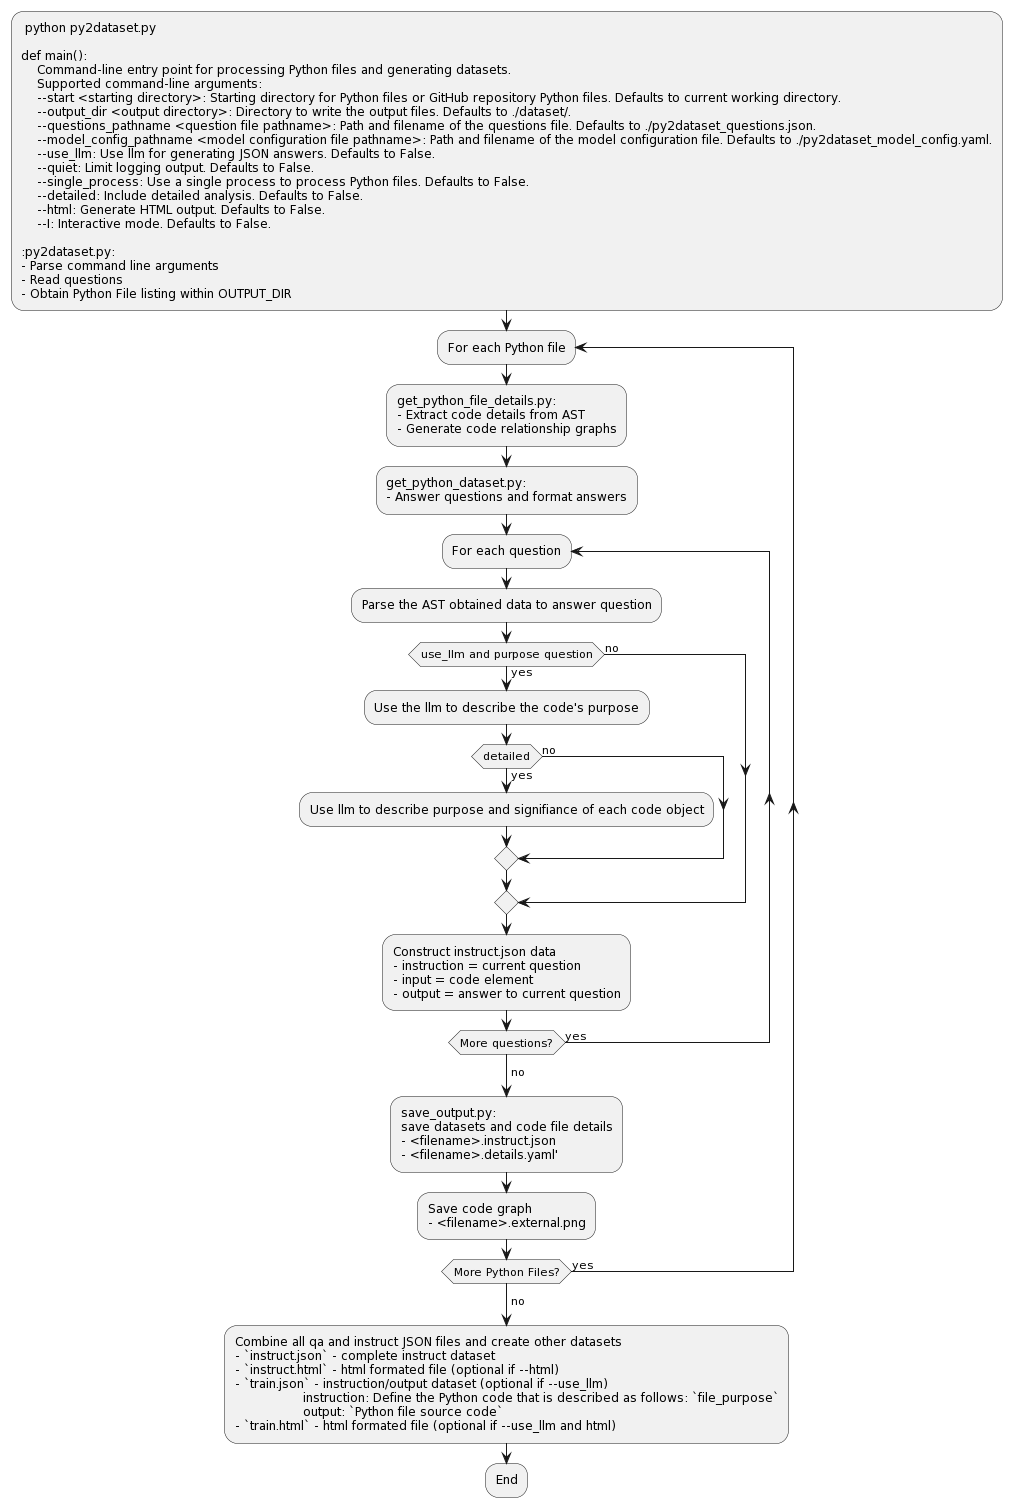 python py2dataset.py
def main():
Command-line entry point for processing Python files and generating datasets.
Supported command-line arguments:
--start <starting directory>: Starting directory for Python files or GitHub repository Python files. Defaults to current working directory.
--output_dir <output directory>: Directory to write the output files. Defaults to ./dataset/.
--questions_pathname <question file pathname>: Path and filename of the questions file. Defaults to ./py2dataset_questions.json.
--model_config_pathname <model configuration file pathname>: Path and filename of the model configuration file. Defaults to ./py2dataset_model_config.yaml.
--use_llm: Use llm for generating JSON answers. Defaults to False.
--quiet: Limit logging output. Defaults to False.
--single_process: Use a single process to process Python files. Defaults to False.
--detailed: Include detailed analysis. Defaults to False.
--html: Generate HTML output. Defaults to False.
--I: Interactive mode. Defaults to False.
:py2dataset.py:
- Parse command line arguments
- Read questions
- Obtain Python File listing within OUTPUT_DIR
For each Python file
get_python_file_details.py:
- Extract code details from AST
- Generate code relationship graphs
get_python_dataset.py:
- Answer questions and format answers
For each question
Parse the AST obtained data to answer question
use_llm and purpose question
no
yes
Use the llm to describe the code's purpose
detailed
no
yes
Use llm to describe purpose and signifiance of each code object
Construct instruct.json data
- instruction = current question
- input = code element
- output = answer to current question
More questions?
yes
no
save_output.py:
save datasets and code file details
- <filename>.instruct.json
- <filename>.details.yaml'
Save code graph
- <filename>.external.png
More Python Files?
yes
no
Combine all qa and instruct JSON files and create other datasets
- `instruct.json` - complete instruct dataset
- `instruct.html` - html formated file (optional if --html)
- `train.json` - instruction/output dataset (optional if --use_llm)
instruction: Define the Python code that is described as follows: `file_purpose`
output: `Python file source code`
- `train.html` - html formated file (optional if --use_llm and html)
End